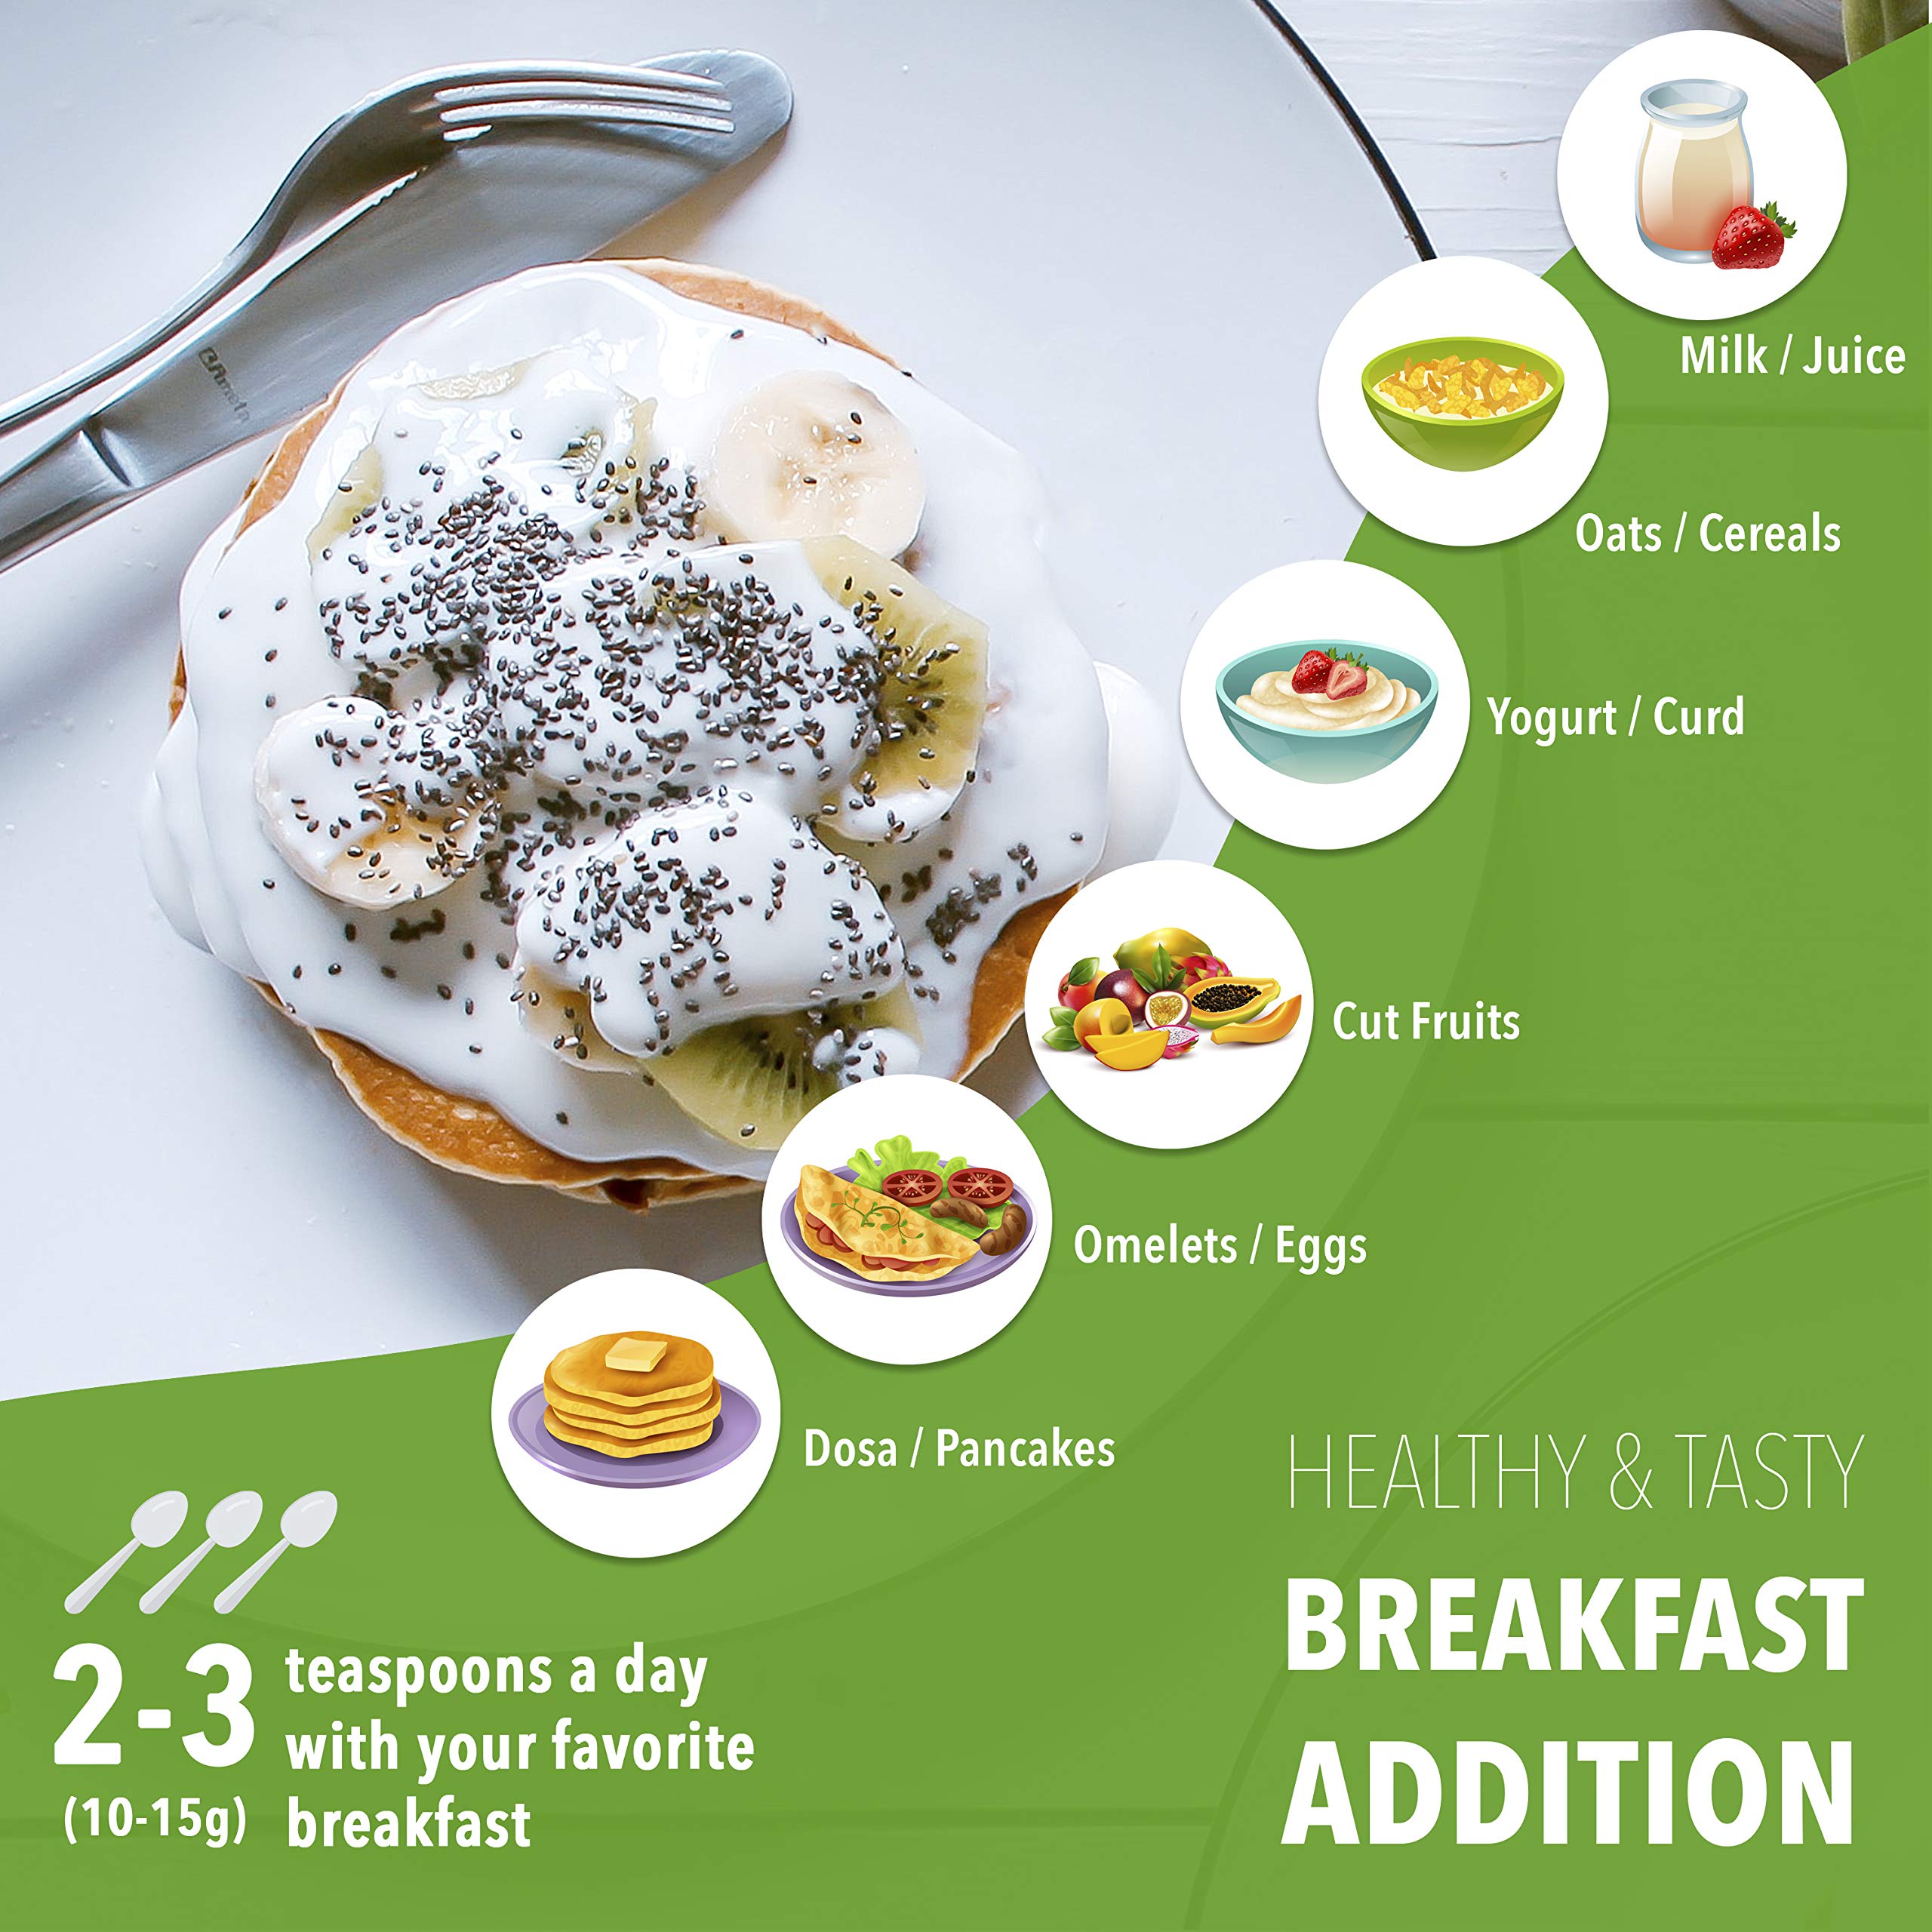 Milk / Juice
Oats / Cereals
Yogurt / Curd
Cut Fruits
Omelets / Eggs
Dosa / Pancakes
HEALTHY & TASTY
BREAKFAST
ADDITION
2-3
(10-15g)
teaspoons a day
with your favorite
breakfast